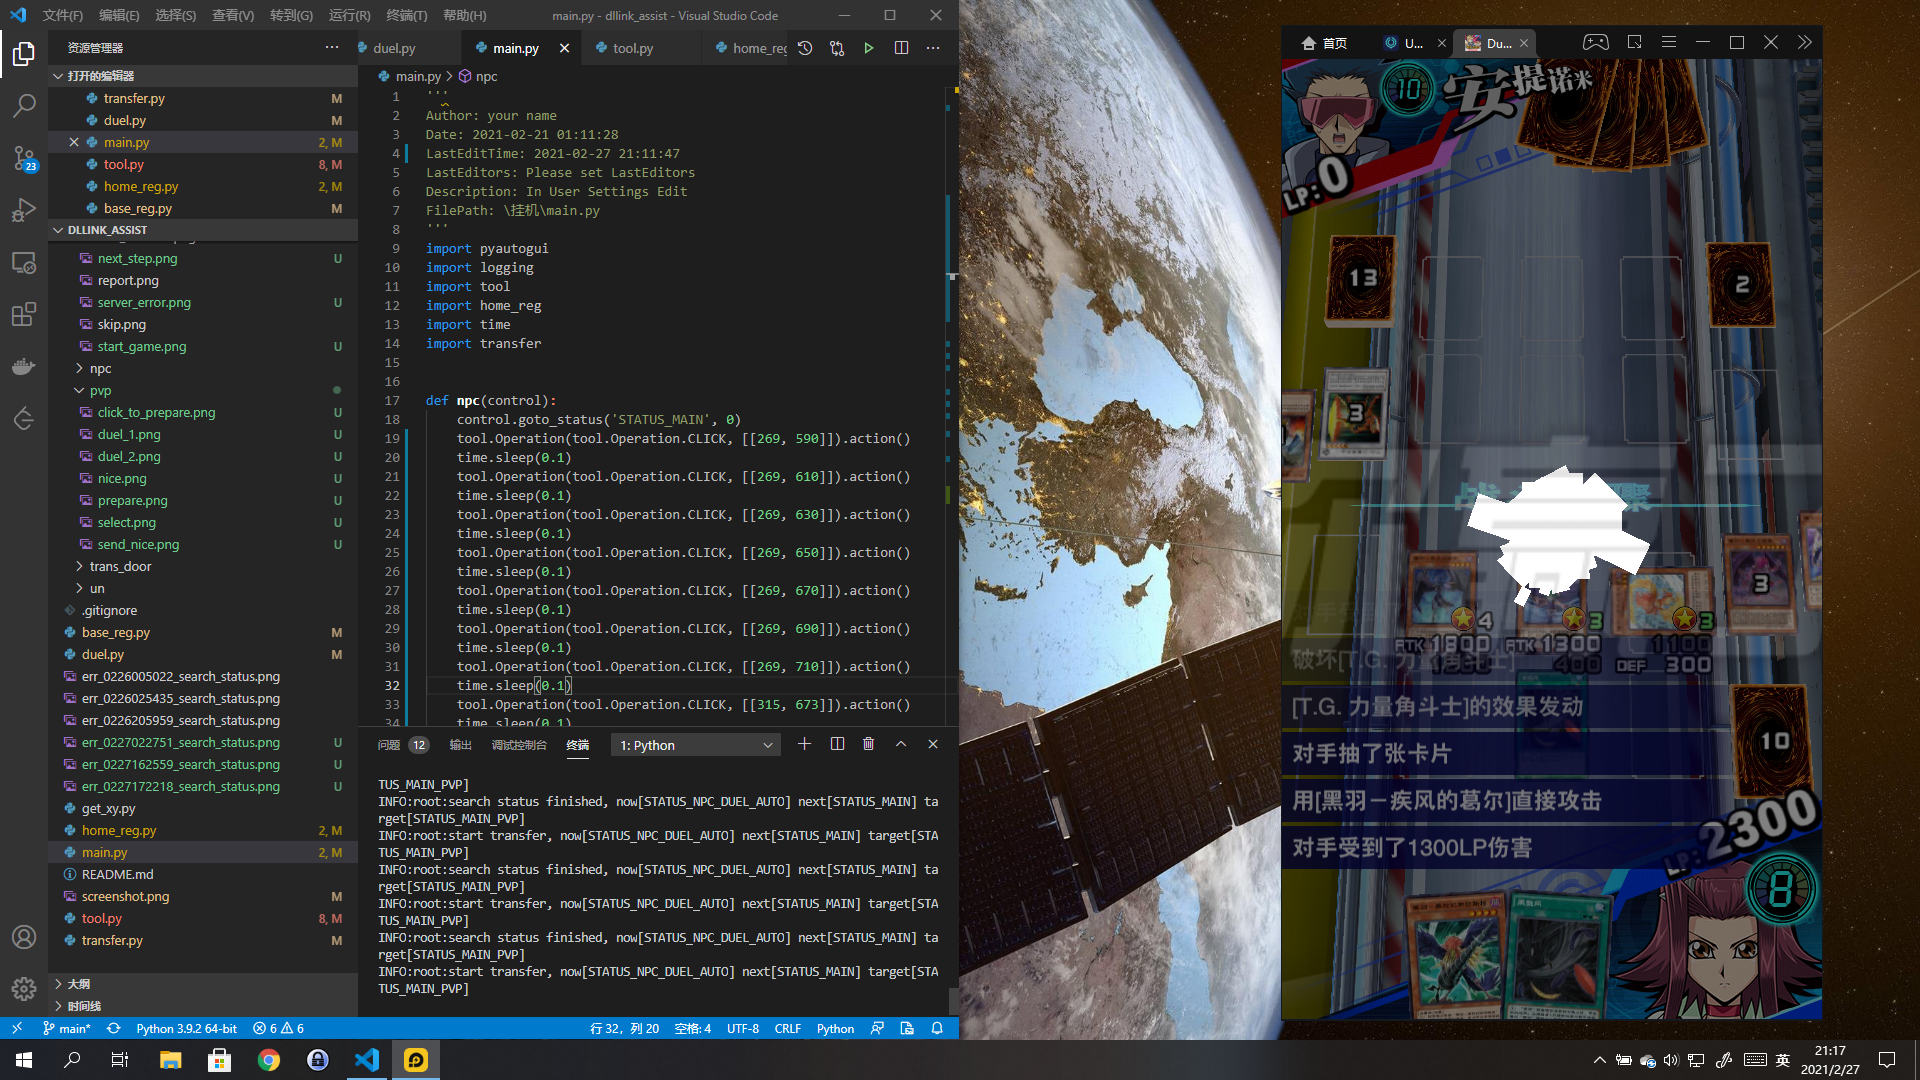 文件(F) 编辑(E) 选择(S) 查看(V) 转到(G) 运行(R) 终端(T) 帮助(H) main.py - dllink_assist - Visual Studio Code
资源管理器
打开的编辑器
transfer.py M
duel.py M
main.py 2, M
tool.py 8, M
home_reg.py 2, M
base_reg.py M
DLLINK_ASSIST
next_step.png U
report.png
server_error.png U
skip.png
start_game.png U
npc
pvp
click_to_prepare.png U
duel_1.png U
duel_2.png U
nice.png U
prepare.png U
select.png U
send_nice.png U
trans_door
un
.gitignore
base_reg.py M
duel.py M
err_0226005022_search_status.png
err_0226025435_search_status.png
err_0226205959_search_status.png
err_0227022751_search_status.png U
err_0227162559_search_status.png U
err_0227172218_search_status.png U
get_xy.py
home_reg.py 2, M
main.py 2, M
README.md
screenshot.png M
tool.py 8, M
transfer.py M
大纲
时间线
23
duel.py main.py tool.py home_reg
main.py npc
1 '''
2 Author: your name
3 Date: 2021-02-21 01:11:28
4 LastEditTime: 2021-02-27 21:11:47
5 LastEditors: Please set LastEditors
6 Description: In User Settings Edit
7 FilePath: \挂机\main.py
8 '''
9 import pyautogui
10 import logging
11 import tool
12 import home_reg
13 import time
14 import transfer
15
16
17 def npc(control):
18 control.goto_status('STATUS_MAIN', 0)
19 tool.Operation(tool.Operation.CLICK, [[269, 590]]).action()
20 time.sleep(0.1)
21 tool.Operation(tool.Operation.CLICK, [[269, 610]]).action()
22 time.sleep(0.1)
23 tool.Operation(tool.Operation.CLICK, [[269, 630]]).action()
24 time.sleep(0.1)
25 tool.Operation(tool.Operation.CLICK, [[269, 650]]).action()
26 time.sleep(0.1)
27 tool.Operation(tool.Operation.CLICK, [[269, 670]]).action()
28 time.sleep(0.1)
29 tool.Operation(tool.Operation.CLICK, [[269, 690]]).action()
30 time.sleep(0.1)
31 tool.Operation(tool.Operation.CLICK, [[269, 710]]).action()
32 time.sleep(0.1)
33 tool.Operation(tool.Operation.CLICK, [[315, 673]]).action()
34 time.sleep(0.1)
问题 12 输出 调试控制台 终端 1: Python
TUS_MAIN_PVP]
INFO:root:search status finished, now[STATUS_NPC_DUEL_AUTO] next[STATUS_MAIN] ta
rget[STATUS_MAIN_PVP]
INFO:root:start transfer, now[STATUS_NPC_DUEL_AUTO] next[STATUS_MAIN] target[STA
TUS_MAIN_PVP]
INFO:root:search status finished, now[STATUS_NPC_DUEL_AUTO] next[STATUS_MAIN] ta
rget[STATUS_MAIN_PVP]
INFO:root:start transfer, now[STATUS_NPC_DUEL_AUTO] next[STATUS_MAIN] target[STA
TUS_MAIN_PVP]
INFO:root:search status finished, now[STATUS_NPC_DUEL_AUTO] next[STATUS_MAIN] ta
rget[STATUS_MAIN_PVP]
INFO:root:start transfer, now[STATUS_NPC_DUEL_AUTO] next[STATUS_MAIN] target[STA
TUS_MAIN_PVP]
main* Python 3.9.2 64-bit 6 6 行 32，列 20 空格: 4 UTF-8 CRLF Python
首页 U... Du...
10 安提诺米
LP:0
13
2
3
3
4 3 3
ATK 1800 ATK 1300 1100
400 DEF 300
破坏[T.G. 力量角斗士]
[T.G. 力量角斗士]的效果发动
对手抽了张卡片
10
用[黑羽－疾风的葛尔]直接攻击
对手受到了1300LP伤害
LP:2300
8
英 21:17
2021/2/27